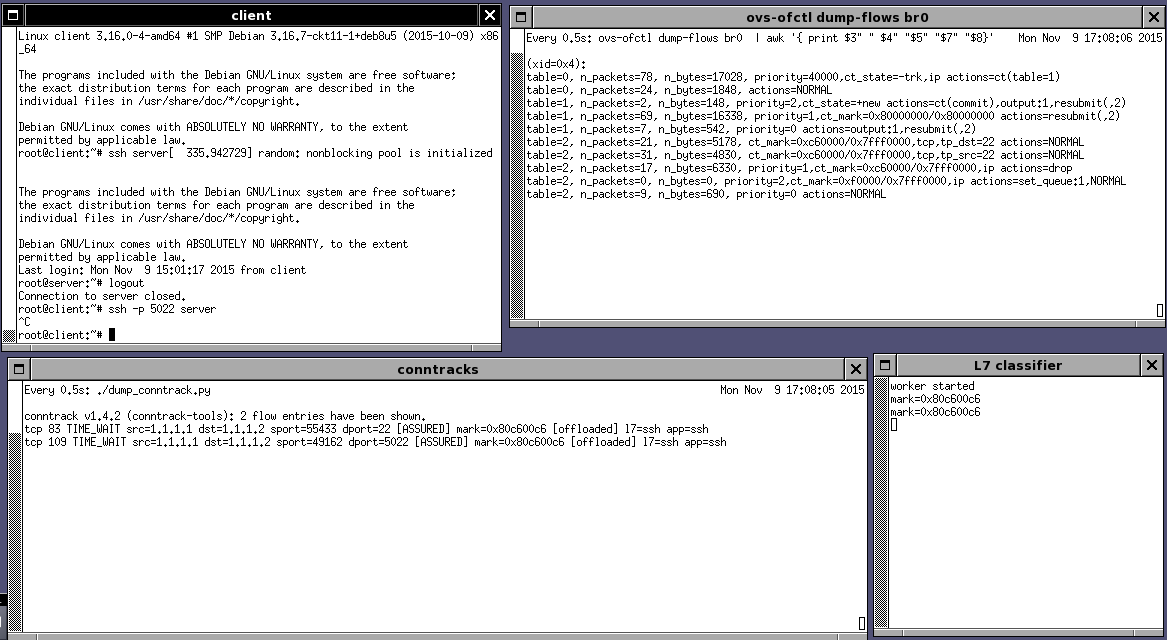 client
Linux client 3.16.0-4-amd64 #1 SMP Debian 3.16.7-ckt11-1+deb8u5 (2015-10-09) x86
_64
The programs included with the Debian GNU/Linux system are free software;
the exact distribution terms for each program are described in the
individual files in /usr/share/doc/*/copyright.
Debian GNU/Linux comes with ABSOLUTELY NO WARRANTY, to the extent
permitted by applicable law.
root@client:~# ssh server[  335.942729] random: nonblocking pool is initialized
The programs included with the Debian GNU/Linux system are free software;
the exact distribution terms for each program are described in the
individual files in /usr/share/doc/*/copyright.
Debian GNU/Linux comes with ABSOLUTELY NO WARRANTY, to the extent
permitted by applicable law.
Last login: Mon Nov  9 15:01:17 2015 from client
root@server:~# logout
Connection to server closed.
root@client:~# ssh -p 5022 server
^C
root@client:~#
ovs-ofctl dump-flows br0
Every 0.5s: ovs-ofctl dump-flows br0  | awk '{ print $3" " $4" "$5" "$7" "$8}'    Mon Nov  9 17:08:06 2015
(xid=0x4):
table=0, n_packets=78, n_bytes=17028, priority=40000,ct_state=-trk,ip actions=ct(table=1)
table=0, n_packets=24, n_bytes=1848, actions=NORMAL
table=1, n_packets=2, n_bytes=148, priority=2,ct_state=+new actions=ct(commit),output:1,resubmit(,2)
table=1, n_packets=69, n_bytes=16338, priority=1,ct_mark=0x80000000/0x80000000 actions=resubmit(,2)
table=1, n_packets=7, n_bytes=542, priority=0 actions=output:1,resubmit(,2)
table=2, n_packets=21, n_bytes=5178, ct_mark=0xc60000/0x7fff0000,tcp,tp_dst=22 actions=NORMAL
table=2, n_packets=31, n_bytes=4830, ct_mark=0xc60000/0x7fff0000,tcp,tp_src=22 actions=NORMAL
table=2, n_packets=17, n_bytes=6330, priority=1,ct_mark=0xc60000/0x7fff0000,ip actions=drop
table=2, n_packets=0, n_bytes=0, priority=2,ct_mark=0xf0000/0x7fff0000,ip actions=set_queue:1,NORMAL
table=2, n_packets=9, n_bytes=690, priority=0 actions=NORMAL
conntracks
Every 0.5s: ./dump_conntrack.py    Mon Nov  9 17:08:05 2015
conntrack v1.4.2 (conntrack-tools): 2 flow entries have been shown.
tcp 83 TIME_WAIT src=1.1.1.1 dst=1.1.1.2 sport=55433 dport=22 [ASSURED] mark=0x80c600c6 [offloaded] l7=ssh app=ssh
tcp 109 TIME_WAIT src=1.1.1.1 dst=1.1.1.2 sport=49162 dport=5022 [ASSURED] mark=0x80c600c6 [offloaded] l7=ssh app=ssh
L7 classifier
worker started
mark=0x80c600c6
mark=0x80c600c6